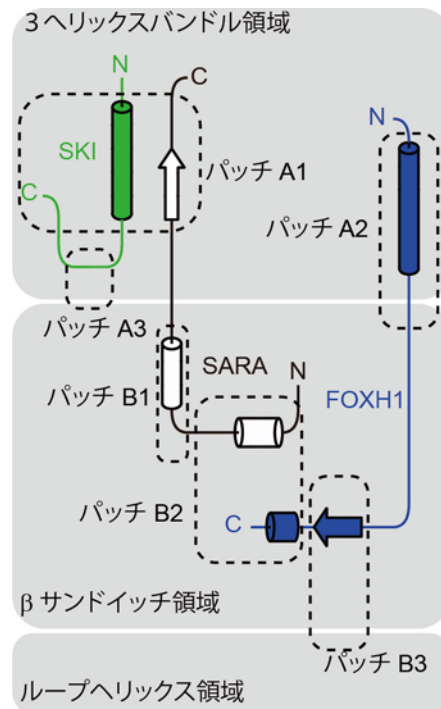 3ヘリックスバンドル領域
N
C
N
SKI
パッチ A1
C
パッチ A2
パッチ A3
SARA
N
パッチ B1
FOXH1
パッチ B2
C
βサンドイッチ領域
パッチ B3
ループヘリックス領域